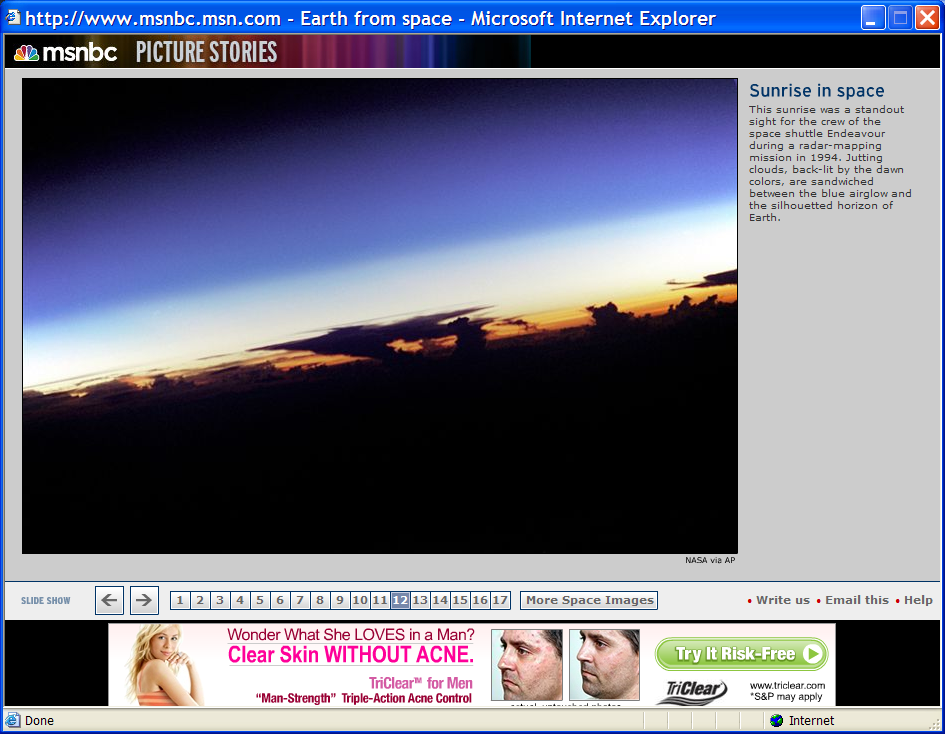 http://www.msnbc.msn.com - Earth from space - Microsoft Internet Explorer
msnbc PICTURE STORIES
Sunrise in space
This sunrise was a standout
sight for the crew of the
space shuttle Endeavour
during a radar-mapping
mission in 1994. Jutting
clouds, back-lit by the dawn
colors, are sandwiched
between the blue airglow and
the silhouetted horizon of
Earth.
NASA via AP
SLIDE SHOW 1 2 3 4 5 6 7 8 9 10 11 12 13 14 15 16 17 More Space Images • Write us • Email this • Help
Wonder What She LOVES in a Man?
Clear Skin WITHOUT ACNE.
TriClear™ for Men
“Man-Strength” Triple-Action Acne Control
actual, untouched photos
Try It Risk-Free
TriClear
www.triclear.com
*S&P may apply
Done Internet